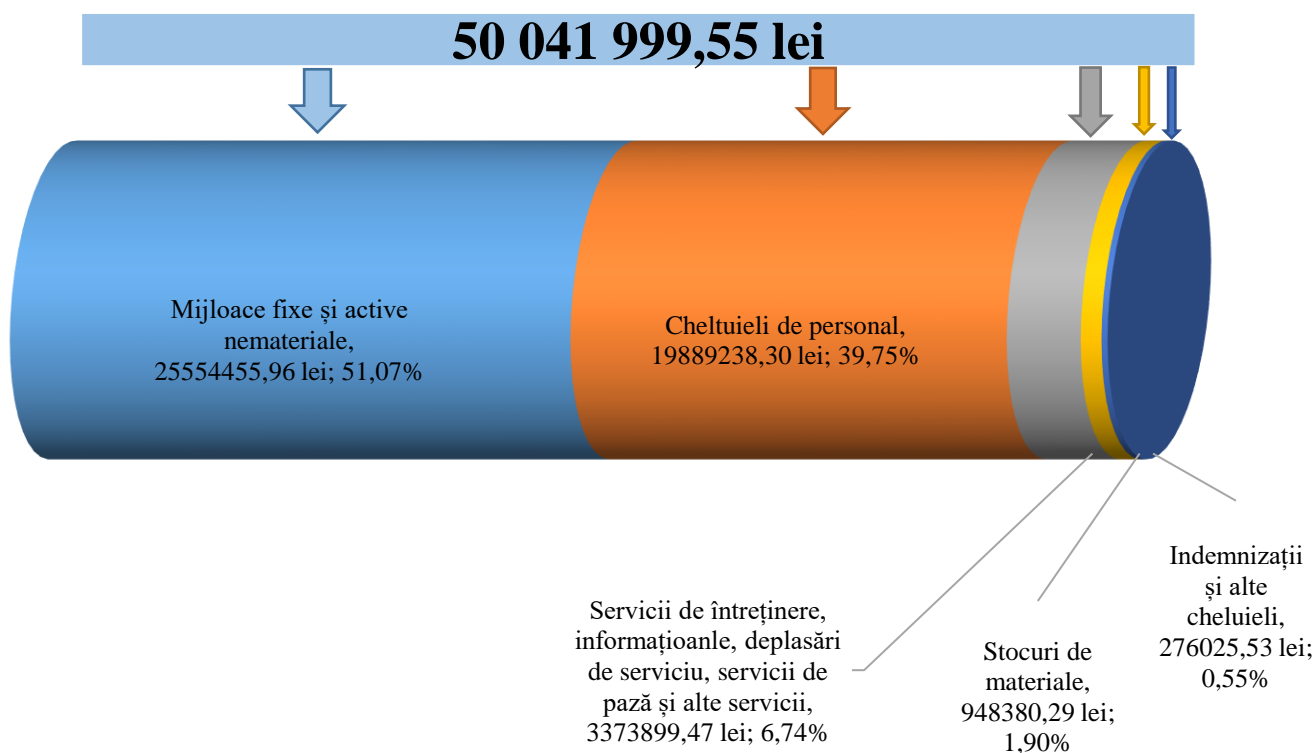 50 041 999,55 lei
Mijloace fixe și active
nemateriale,
25554455,96 lei; 51,07%
Cheltuieli de personal,
19889238,30 lei; 39,75%
Servicii de întreținere,
informațioanle, deplasări
de serviciu, servicii de
pază și alte servicii,
3373899,47 lei; 6,74%
Stocuri de
materiale,
948380,29 lei;
1,90%
Indemnizații
și alte
cheluieli,
276025,53 lei;
0,55%